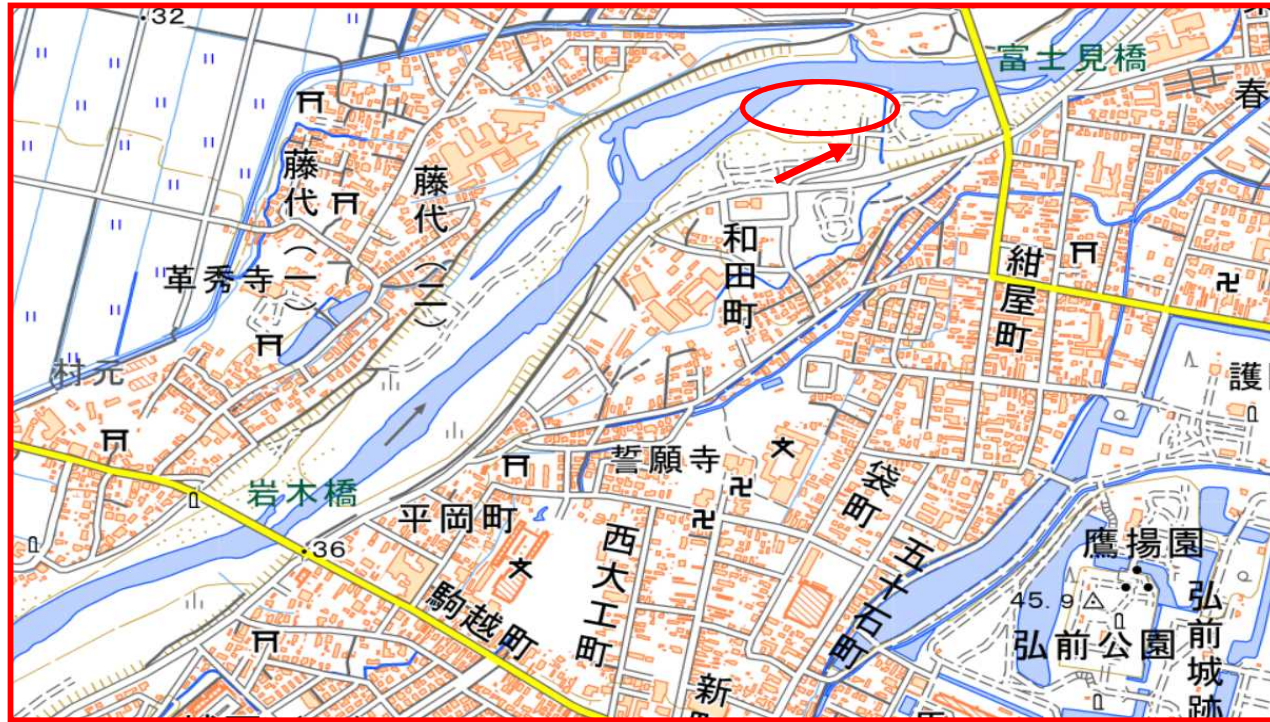 32
富士見橋
春
藤代(一)
藤代(二)
和田町
紺屋町
革秀寺
村元
護
誓願寺
袋町
岩木橋
平岡町
36
西大工町
五十石町
鷹揚園
45.9
弘前公園
弘前城跡
駒越町
新